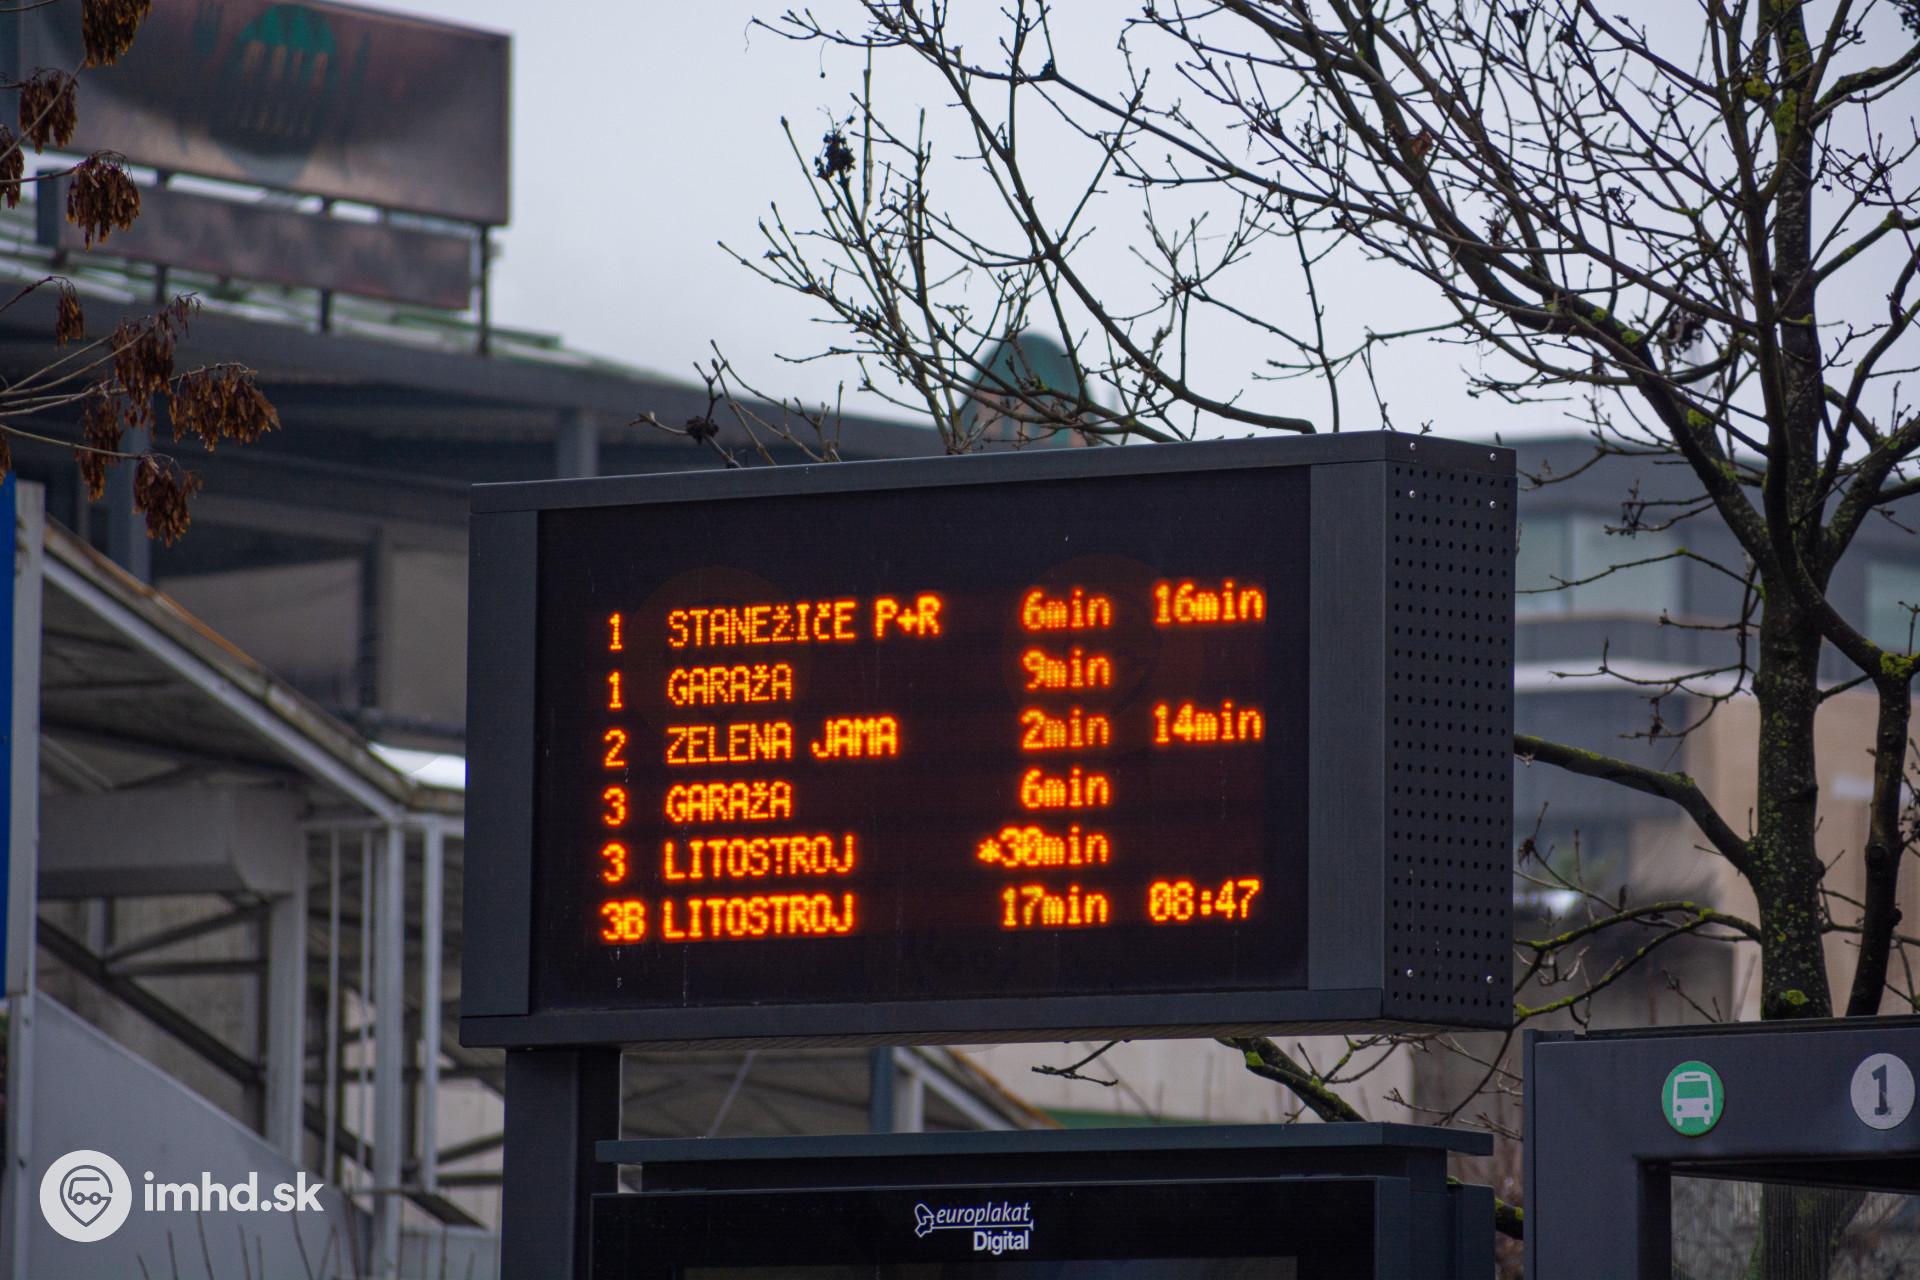 1 STANEŽIČE P+R 6min 16min
1 GARAŽA 9min
2 ZELENA JAMA 2min 14min
3 GARAŽA 6min
3 LITOSTROJ *30min
3B LITOSTROJ 17min 08:47
1
europlakat
Digital
imhd.sk